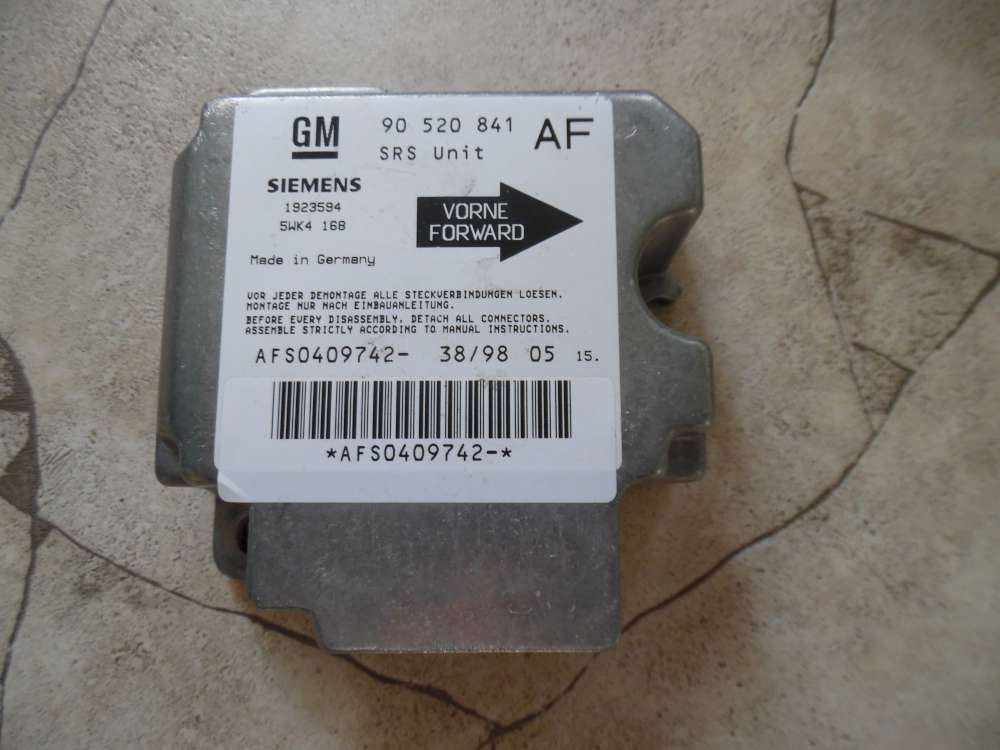 GM 90 520 841 AF
SRS Unit
SIEMENS
1923594
5WK4 168
VORNE
FORWARD
Made in Germany
VOR JEDER DEMONTAGE ALLE STECKVERBINDUNGEN LOESEN.
MONTAGE NUR NACH EINBAUANLEITUNG.
BEFORE EVERY DISASSEMBLY, DETACH ALL CONNECTORS.
ASSEMBLE STRICTLY ACCORDING TO MANUAL INSTRUCTIONS.
AFS0409742- 38/98 05 15.
*AFS0409742-*